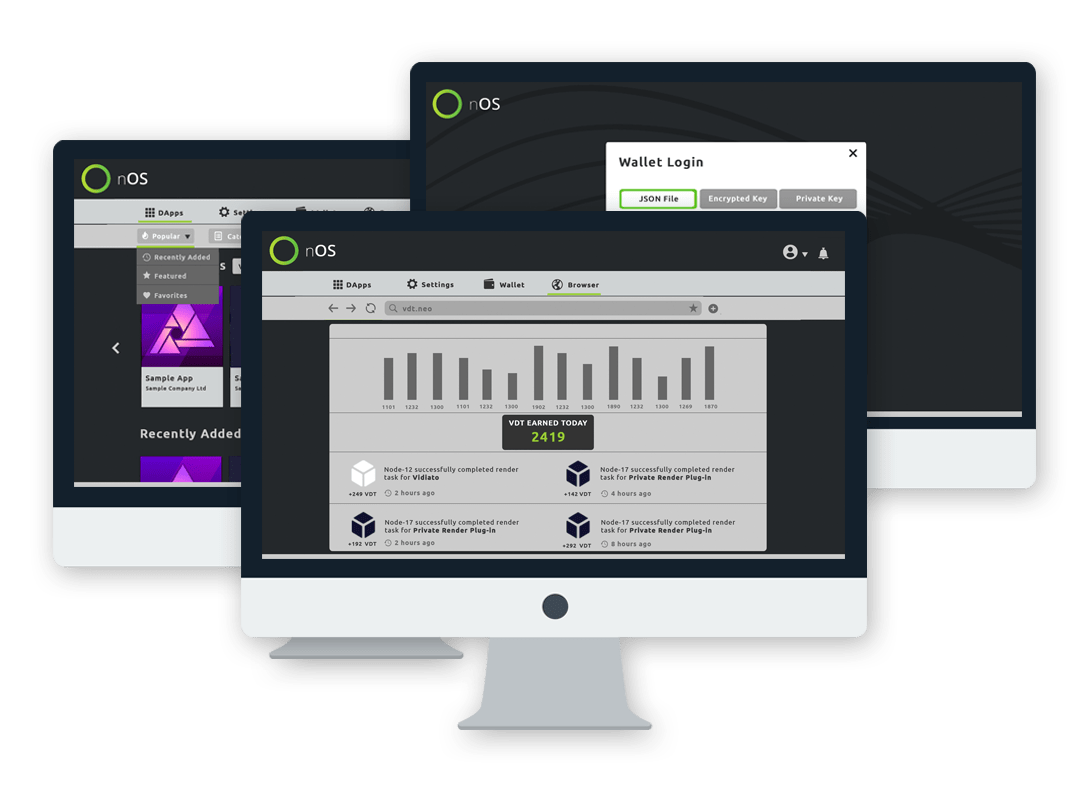 nOS
Wallet Login
JSON File
Encrypted Key
Private Key
nOS
DApps
Popular
Recently Added
Featured
Favorites
Sample App
Sample Company Ltd
Recently Added
nOS
DApps
Settings
Wallet
Browser
vdt.neo
1101 1232 1300 1101 1232 1300 1902 1232 1300 1890 1232 1300 1269 1870
VDT EARNED TODAY
2419
Node-12 successfully completed render
task for Vidiato
+249 VDT
2 hours ago
Node-17 successfully completed render
task for Private Render Plug-in
+142 VDT
4 hours ago
Node-17 successfully completed render
task for Private Render Plug-in
+192 VDT
2 hours ago
Node-17 successfully completed render
task for Private Render Plug-in
+292 VDT
8 hours ago